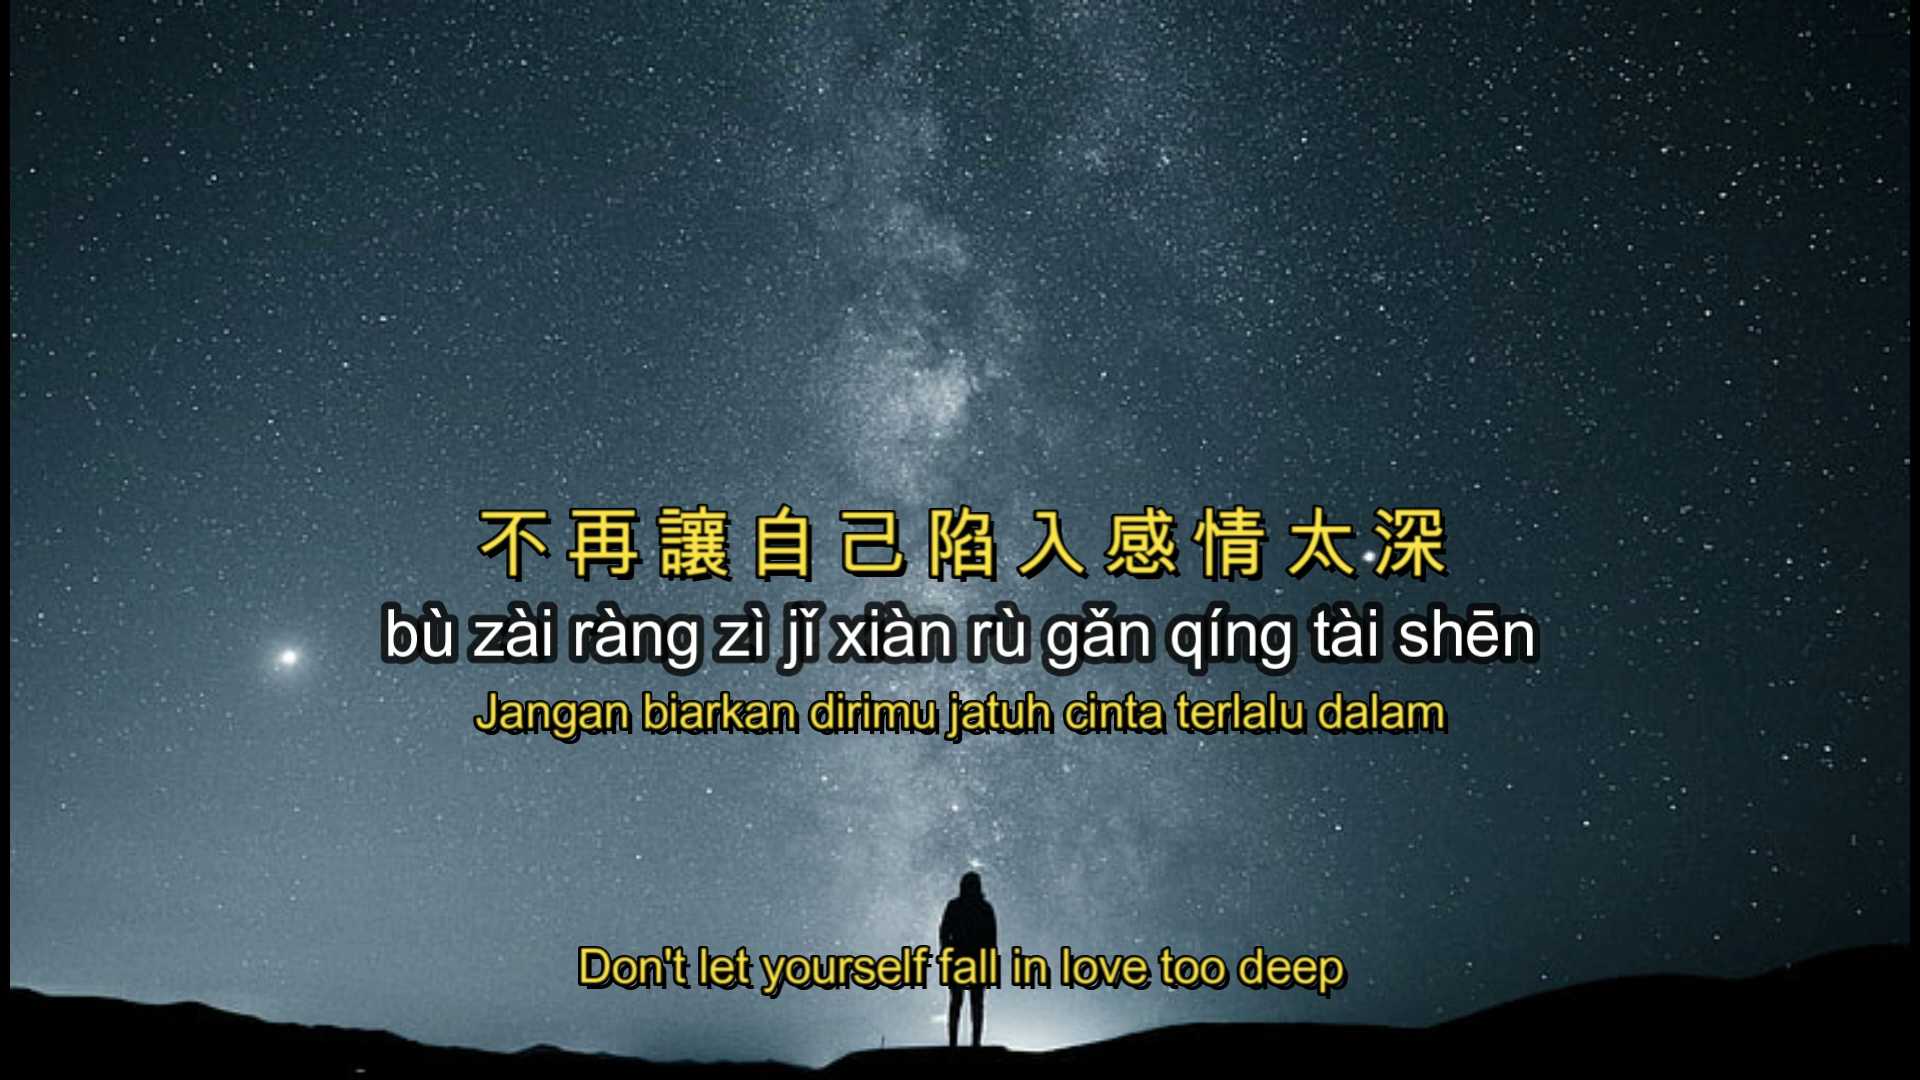 不再讓自己陷入感情太深
bù zài ràng zì jǐ xiàn rù gǎn qíng tài shēn
Jangan biarkan dirimu jatuh cinta terlalu dalam
Don't let yourself fall in love too deep